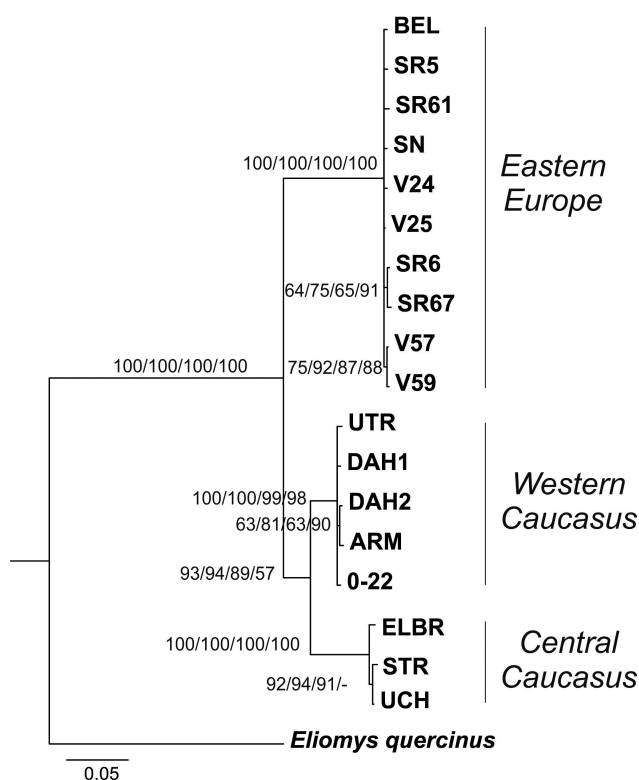 BEL
SR5
SR61
SN
100/100/100/100
V24
Eastern
Europe
V25
SR6
64/75/65/91
SR67
V57
100/100/100/100
75/92/87/88
V59
UTR
DAH1
Western
Caucasus
100/100/99/98
DAH2
63/81/63/90
ARM
93/94/89/57
0-22
ELBR
100/100/100/100
Central
Caucasus
STR
92/94/91/-
UCH
Eliomys quercinus
0.05